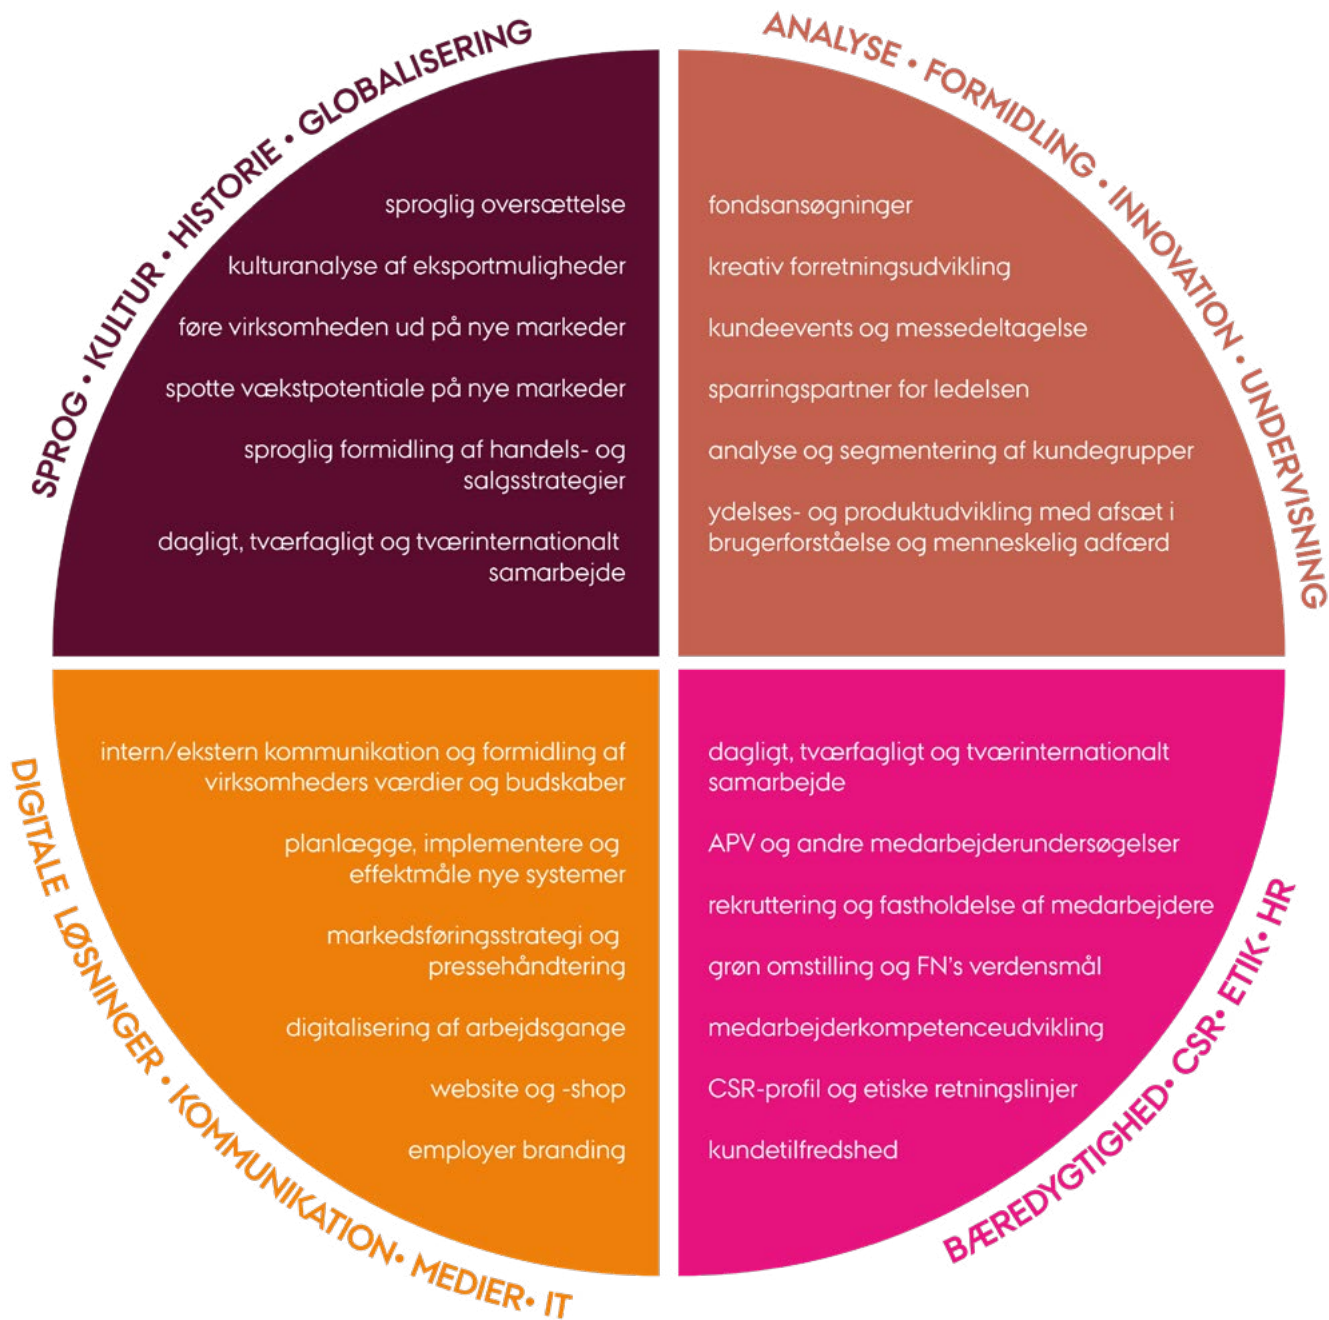 SPROG • KULTUR • HISTORIE • GLOBALISERING
sproglig oversættelse
kulturanalyse af eksportmuligheder
føre virksomheden ud på nye markeder
spotte vækstpotentiale på nye markeder
sproglig formidling af handels- og
salgsstrategier
dagligt, tværfagligt og tværinternationalt
samarbejde
ANALYSE • FORMIDLING • INNOVATION • UNDERVISNING
fondsansøgninger
kreativ forretningsudvikling
kundeevents og messedeltagelse
sparringspartner for ledelsen
analyse og segmentering af kundegrupper
ydelses- og produktudvikling med afsæt i
brugerforståelse og menneskelig adfærd
DIGITALE LØSNINGER • KOMMUNIKATION• MEDIER• IT
intern/ekstern kommunikation og formidling af
virksomheders værdier og budskaber
planlægge, implementere og
effektmåle nye systemer
markedsføringsstrategi og
pressehåndtering
digitalisering af arbejdsgange
website og -shop
employer branding
BÆREDYGTIGHED• CSR• ETIK• HR
dagligt, tværfagligt og tværinternationalt
samarbejde
APV og andre medarbejderundersøgelser
rekruttering og fastholdelse af medarbejdere
grøn omstilling og FN's verdensmål
medarbejderkompetenceudvikling
CSR-profil og etiske retningslinjer
kundetilfredshed